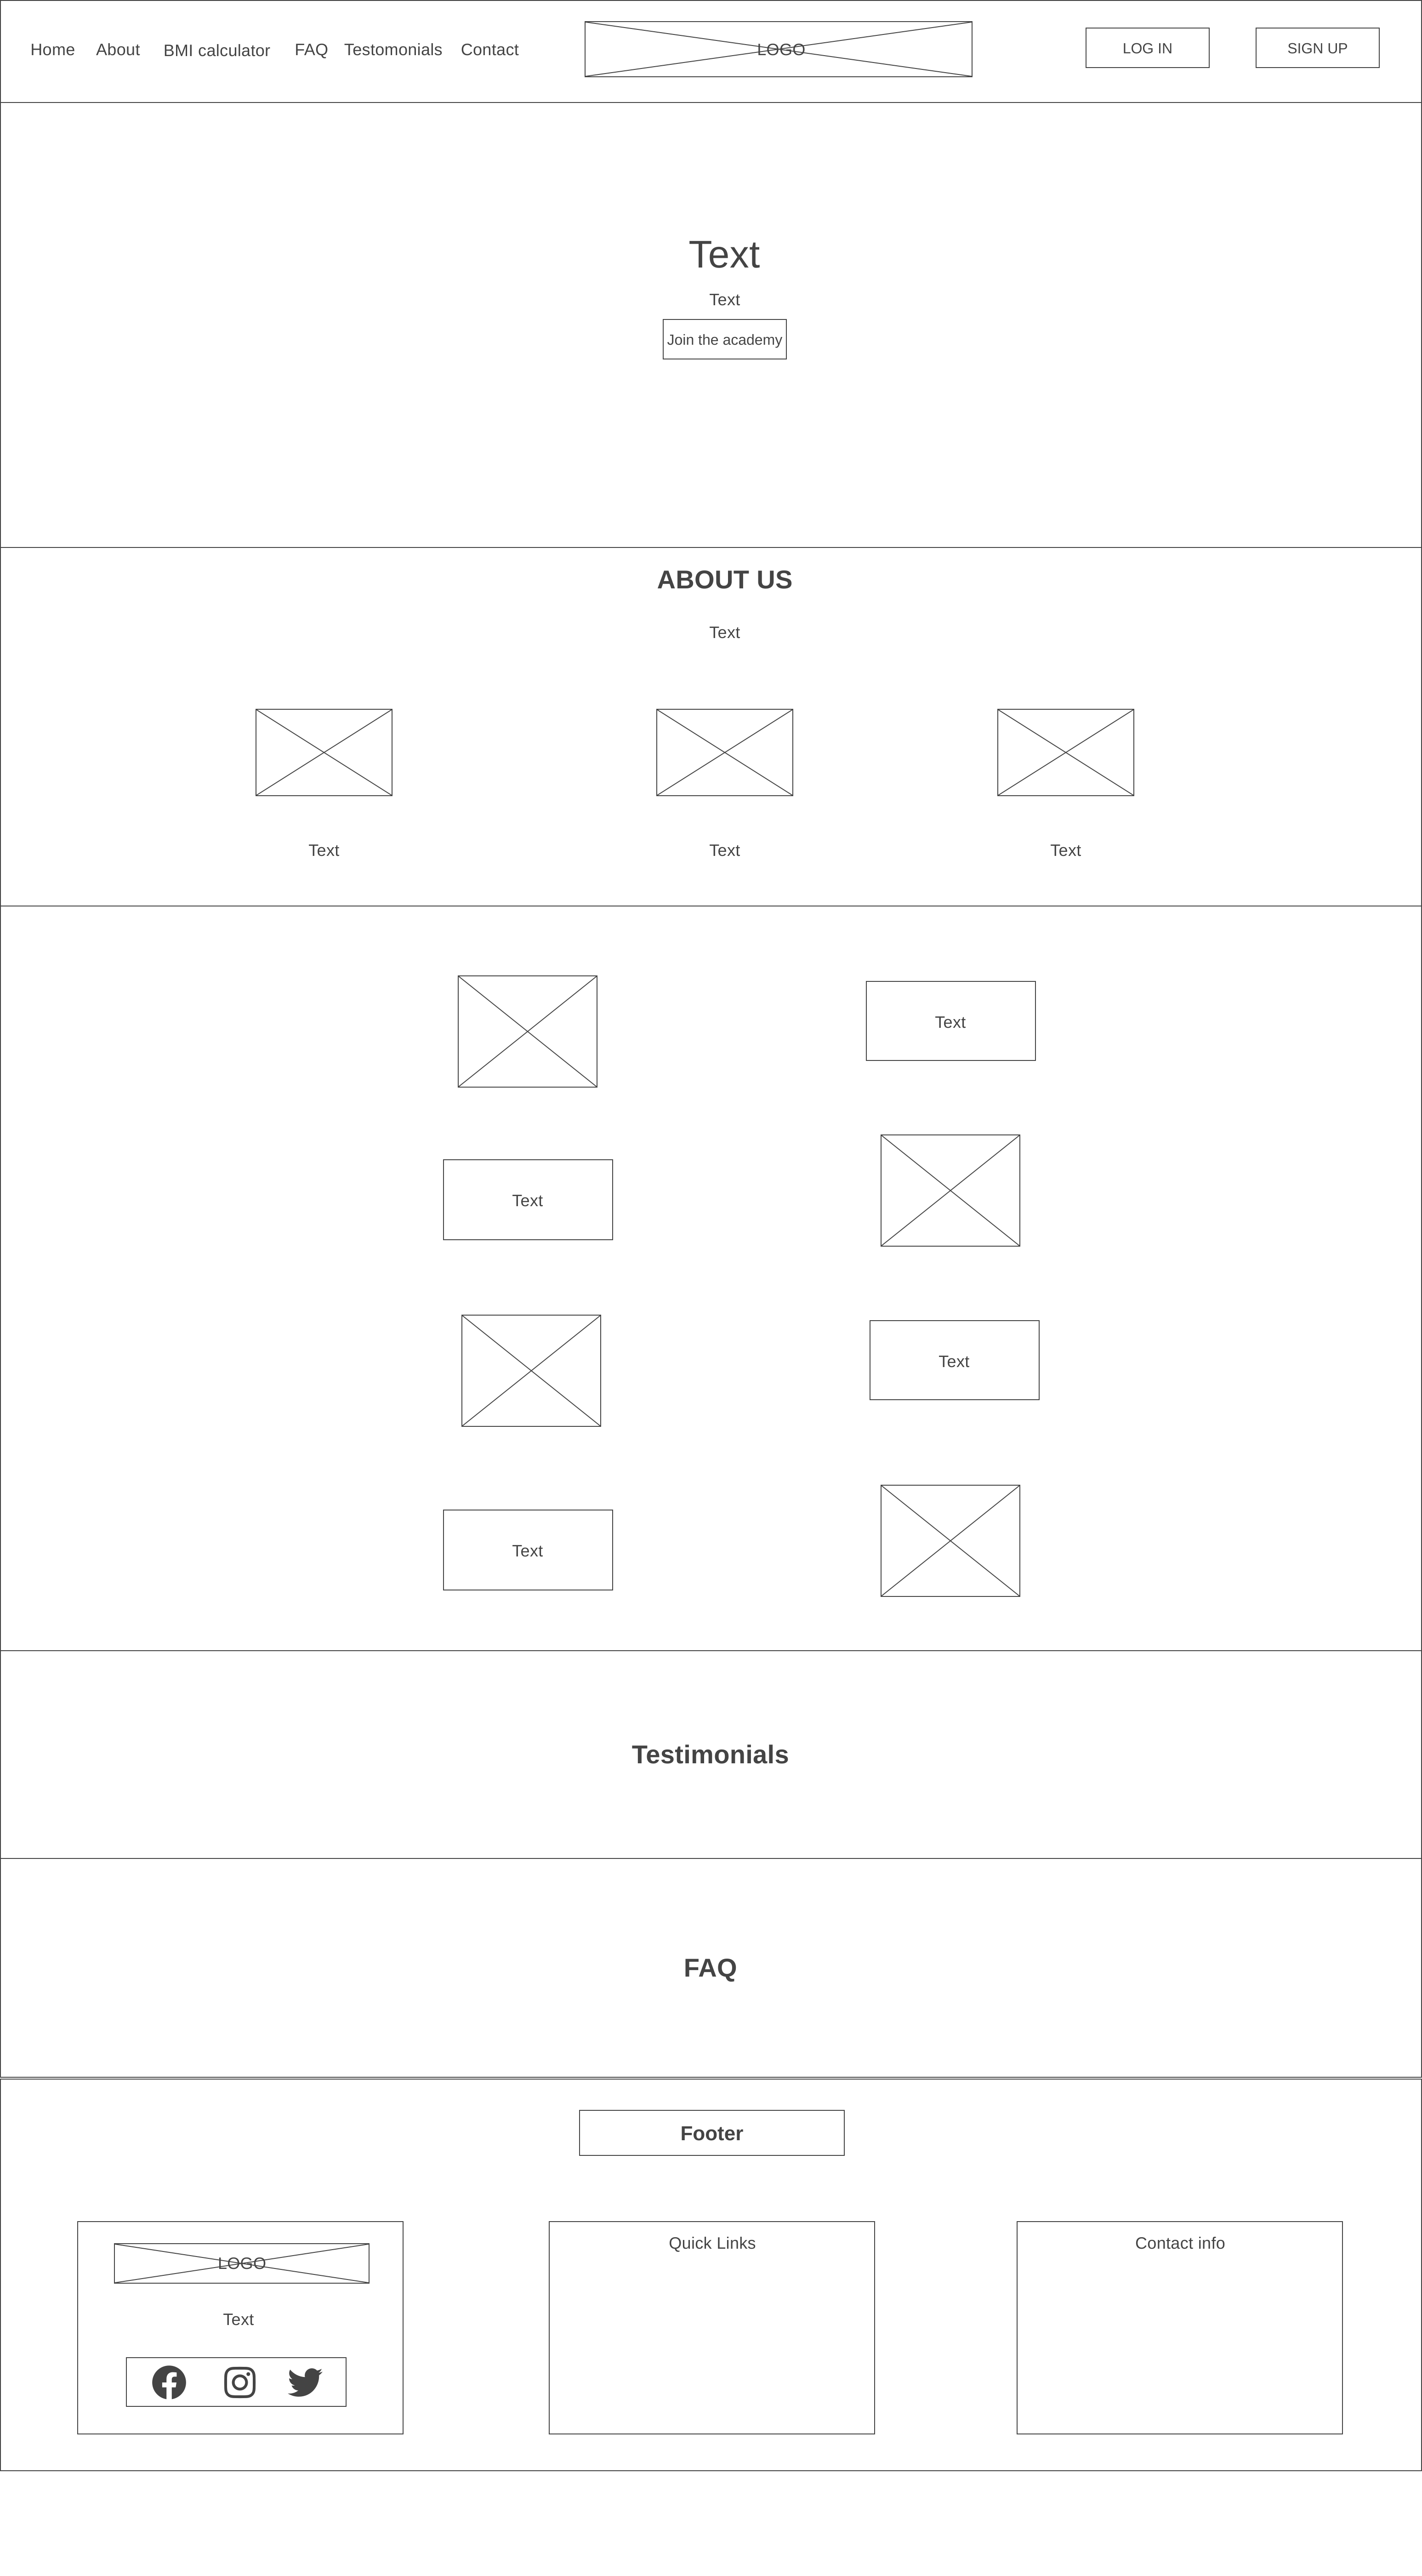 Home About BMI calculator FAQ Testomonials Contact LOGO LOG IN SIGN UP
Text
Text
Join the academy
ABOUT US
Text
Text Text Text
Text
Text
Text
Text
Testimonials
FAQ
Footer
LOGO
Text
Quick Links
Contact info